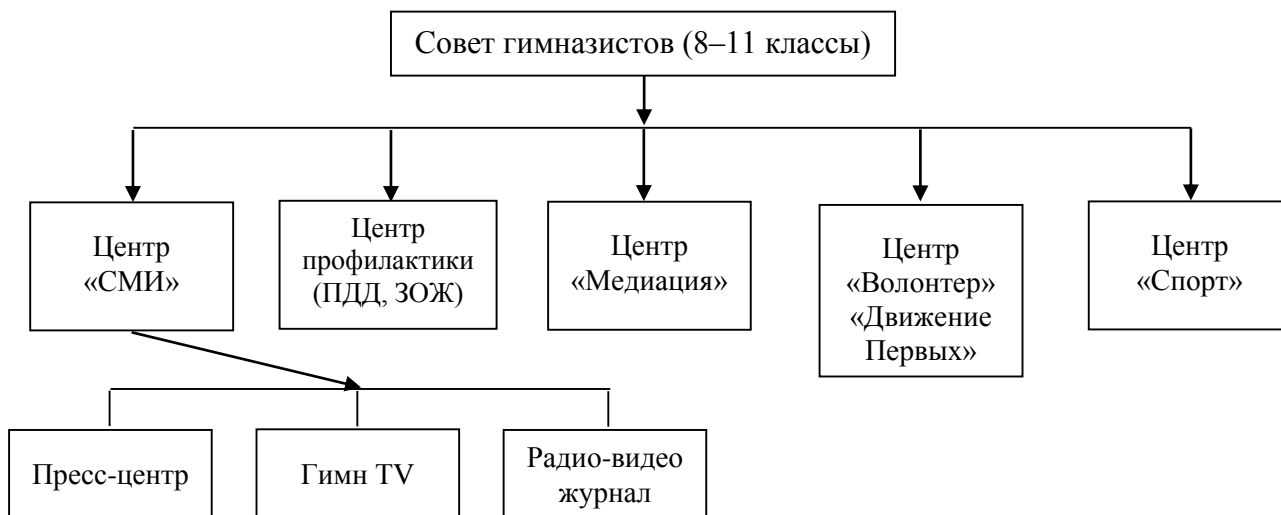 Совет гимназистов (8–11 классы)
Центр
«СМИ»
Центр
профилактики
(ПДД, ЗОЖ)
Центр
«Медиация»
Центр
«Волонтер»
«Движение
Первых»
Центр
«Спорт»
Пресс-центр
Гимн TV
Радио-видео
журнал